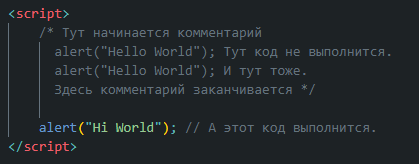 <script>
/* Тут начинается комментарий
alert("Hello World"); Тут код не выполнится.
alert("Hello World"); И тут тоже.
Здесь комментарий заканчивается */
alert("Hi World"); // А этот код выполнится.
</script>